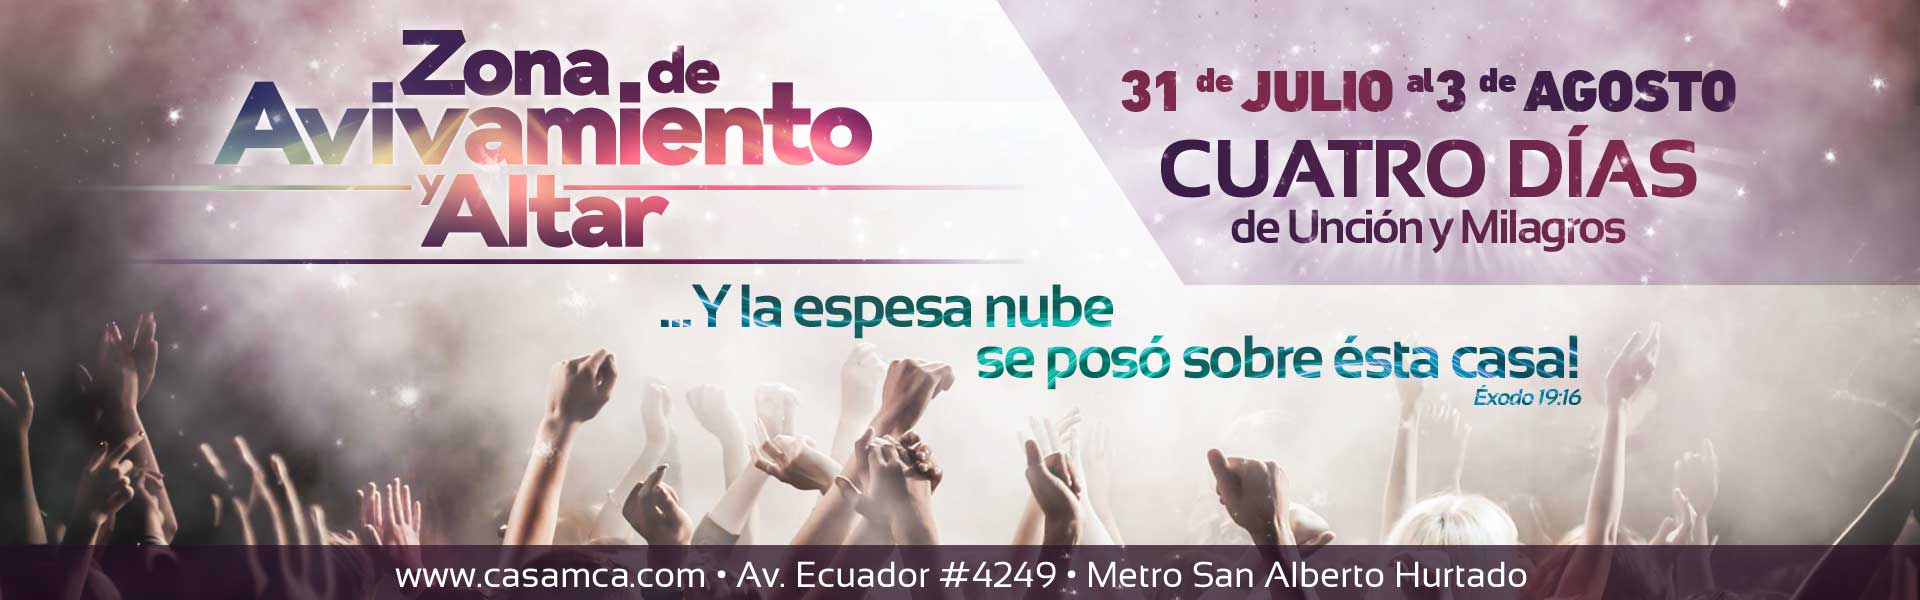 Zona de
Avivamiento
y Altar
31 de JULIO al 3 de AGOSTO
CUATRO DÍAS
de Unción y Milagros
...Y la espesa nube
se posó sobre ésta casa!
Éxodo 19:16
www.casamca.com • Av. Ecuador #4249 • Metro San Alberto Hurtado